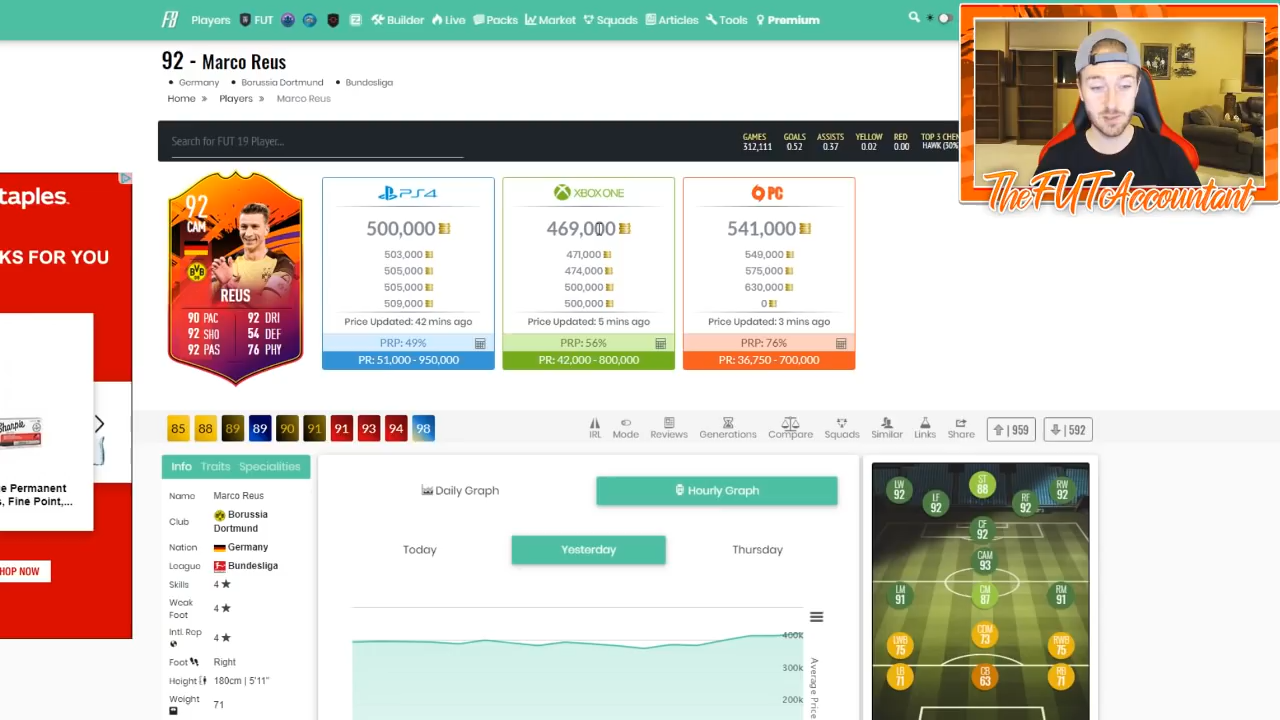 F8 Players FUT Builder Live Packs Market Squads Articles Tools Premium
92 - Marco Reus
Germany Borussia Dortmund Bundesliga
Home » Players » Marco Reus
Search for FUT 19 Player...
GAMES GOALS ASSISTS YELLOW RED TOP 3 CHEM
312,111 0.52 0.37 0.02 0.00 HAWK (30%)
TheFUTAccountant
taples.
KS FOR YOU
Sharpie
e Permanent
s, Fine Point,...
HOP NOW
92
CAM
REUS
90 PAC 92 DRI
92 SHO 54 DEF
92 PAS 76 PHY
PS4
500,000
503,000
505,000
505,000
509,000
Price Updated: 42 mins ago
PRP: 49%
PR: 51,000 - 950,000
XBOX ONE
469,000
471,000
474,000
500,000
500,000
Price Updated: 5 mins ago
PRP: 56%
PR: 42,000 - 800,000
PC
541,000
549,000
575,000
630,000
0
Price Updated: 3 mins ago
PRP: 76%
PR: 36,750 - 700,000
85 88 89 89 90 91 91 93 94 98
IRL Mode Reviews Generations Compare Squads Similar Links Share | 959 | 592
Info Traits Specialities
Name Marco Reus
Club Borussia Dortmund
Nation Germany
League Bundesliga
Skills 4
Weak Foot 4
Intl. Rep 4
Foot Right
Height 180cm | 5'11"
Weight 71
Daily Graph Hourly Graph
Today Yesterday Thursday
400k
300k
200k
Average Price
LW 92
LF 92
ST 88
RF 92
RW 92
CF 92
CAM 93
LM 91
CM 87
RM 91
CDM 73
LWB 75
RWB 75
LB 71
CB 63
RB 71